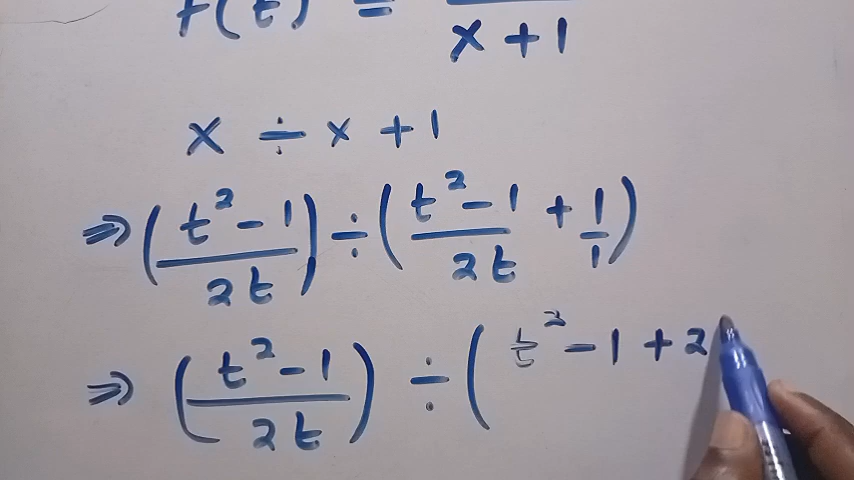 f(t) = / x + 1
x ÷ x + 1
⇒ (t² - 1 / 2t) ÷ (t² - 1 / 2t + 1/1)
⇒ (t² - 1 / 2t) ÷ (t² - 1 + 2